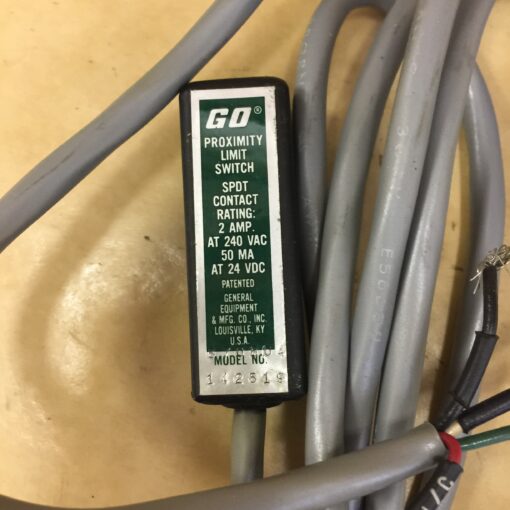 GO®
PROXIMITY
LIMIT
SWITCH
SPDT
CONTACT
RATING:
2 AMP.
AT 240 VAC
50 MA
AT 24 VDC
PATENTED
GENERAL
EQUIPMENT
& MFG. CO., INC.
LOUISVILLE, KY
U.S.A.
MODEL NO.
142519
N/C